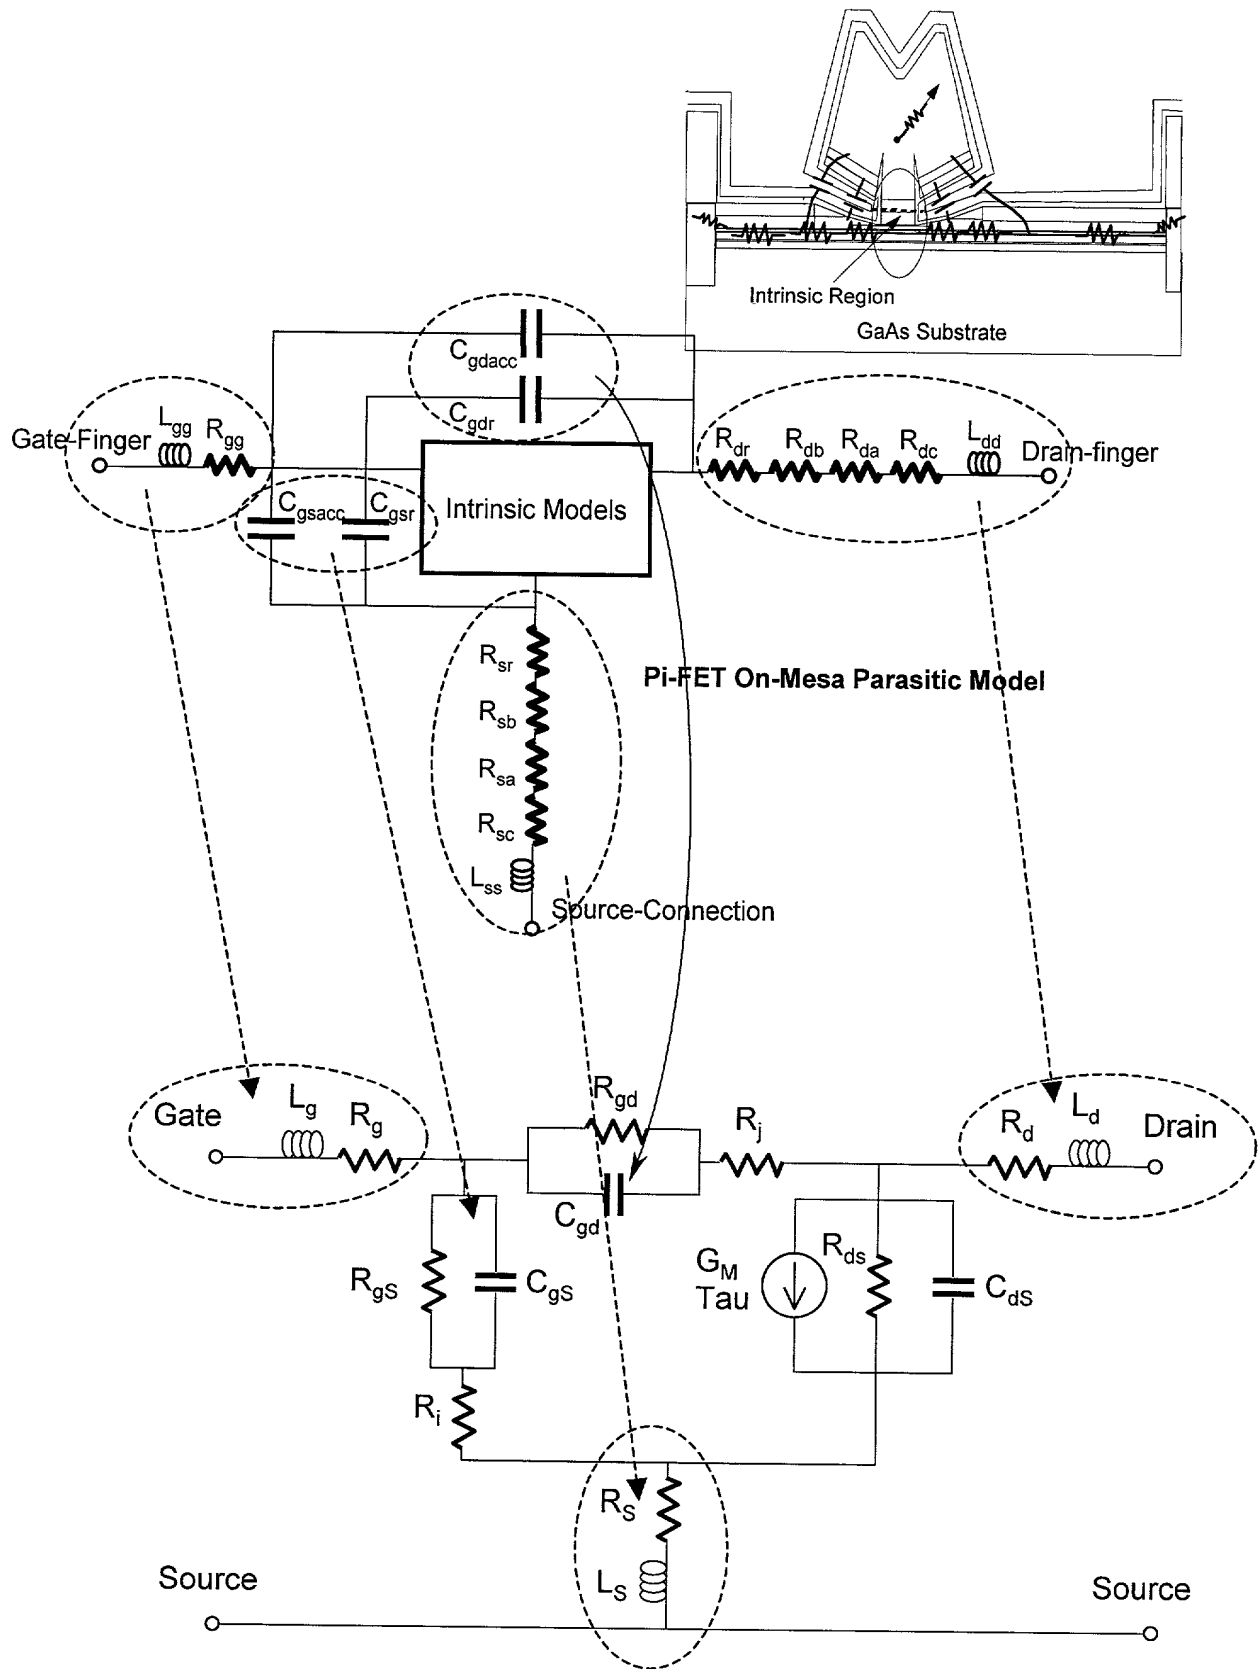 Intrinsic Region
GaAs Substrate
Cgdacc
Cgdr
Gate-Finger
Lgg
Rgg
Rdr
Rdb
Rda
Rdc
Ldd
Drain-finger
Cgsacc
Cgsr
Intrinsic Models
Rsr
Pi-FET On-Mesa Parasitic Model
Rsb
Rsa
Rsc
Lss
Source-Connection
Gate
Lg
Rg
Rgd
Rj
Rd
Ld
Drain
Cgd
RgS
CgS
GM
Tau
Rds
CdS
Ri
RS
LS
Source
Source